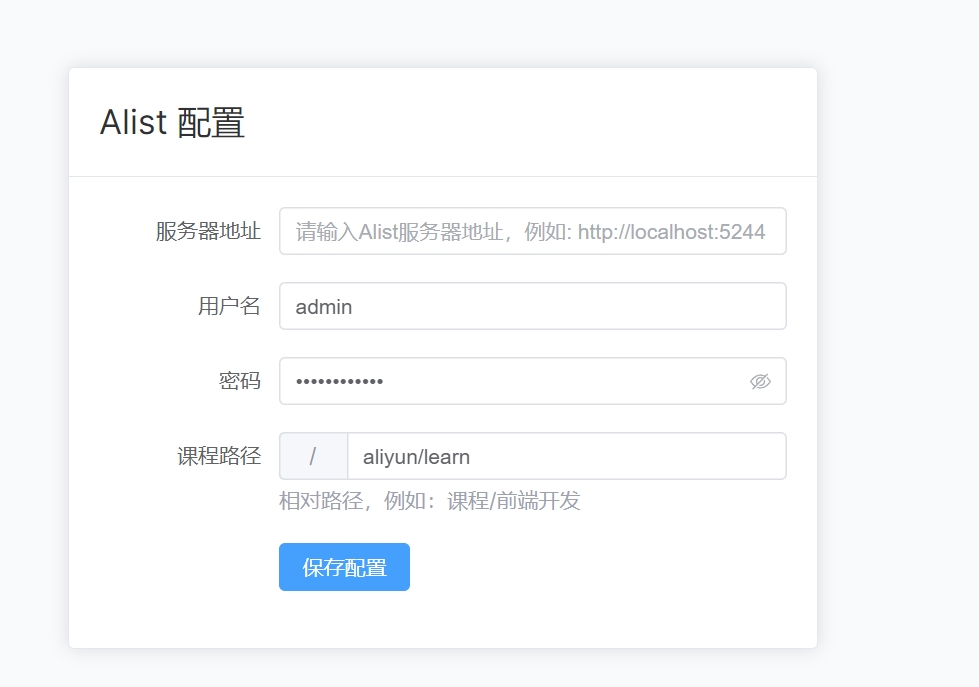 Alist 配置
服务器地址 请输入Alist服务器地址，例如: http://localhost:5244
用户名 admin
密码 ••••••••••••
课程路径 / aliyun/learn
相对路径，例如：课程/前端开发
保存配置